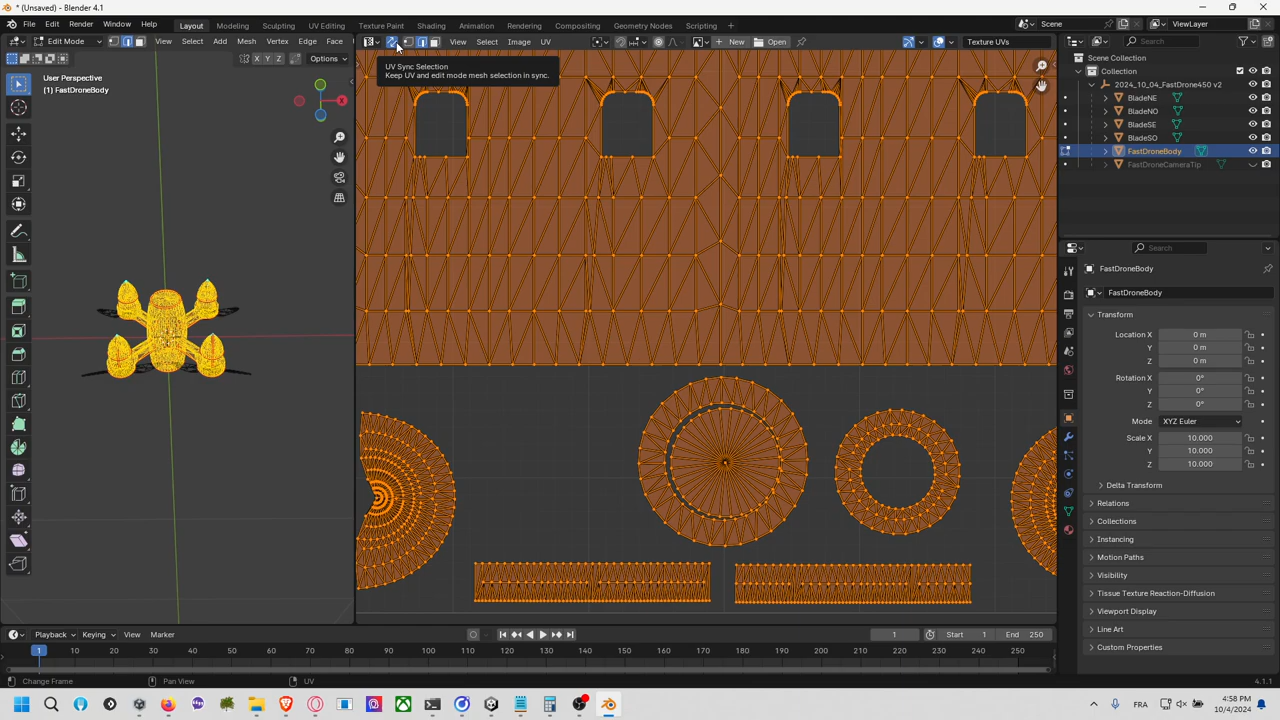 * (Unsaved) - Blender 4.1
File Edit Render Window Help Layout Modeling Sculpting UV Editing Texture Paint Shading Animation Rendering Compositing Geometry Nodes Scripting + Scene ViewLayer
Edit Mode View Select Add Mesh Vertex Edge Face View Select Image UV New Open Texture UVs
X Y Z Options
UV Sync Selection
Keep UV and edit mode mesh selection in sync.
User Perspective
(1) FastDroneBody
Scene Collection
Collection
2024_10_04_FastDrone450 v2
BladeNE
BladeNO
BladeSE
BladeSO
FastDroneBody
FastDroneCameraTip
Search
FastDroneBody
FastDroneBody
Transform
Location X 0 m
Y 0 m
Z 0 m
Rotation X 0°
Y 0°
Z 0°
Mode XYZ Euler
Scale X 10.000
Y 10.000
Z 10.000
Delta Transform
Relations
Collections
Instancing
Motion Paths
Visibility
Tissue Texture Reaction-Diffusion
Viewport Display
Line Art
Custom Properties
Playback Keying View Marker 1 Start 1 End 250
1 10 20 30 40 50 60 70 80 90 100 110 120 130 140 150 160 170 180 190 200 210 220 230 240 250
Change Frame Pan View UV 4.1.1
FRA 4:58 PM
10/4/2024